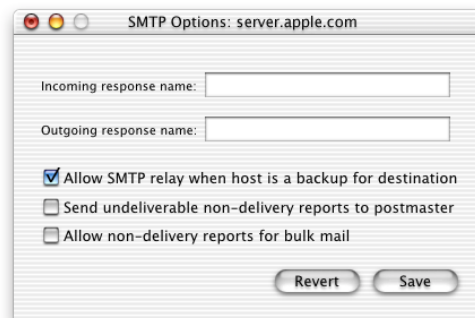 SMTP Options: server.apple.com
Incoming response name:
Outgoing response name:
Allow SMTP relay when host is a backup for destination
Send undeliverable non-delivery reports to postmaster
Allow non-delivery reports for bulk mail
Revert Save